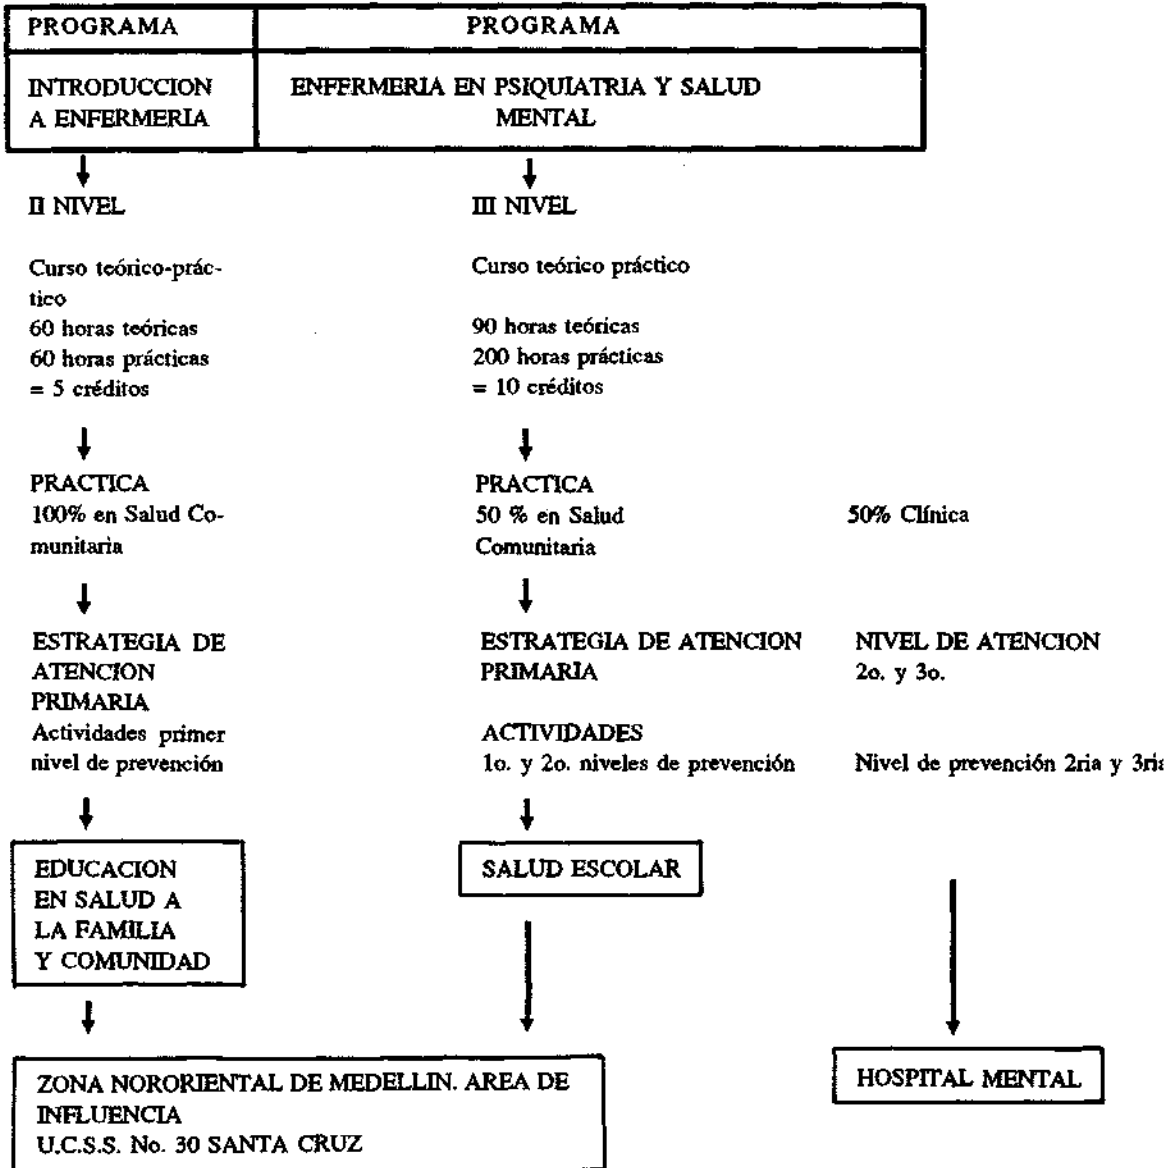 PROGRAMA
PROGRAMA
INTRODUCCION
A ENFERMERIA
ENFERMERIA EN PSIQUIATRIA Y SALUD
MENTAL
II NIVEL
III NIVEL
Curso teórico-prác-
tico
60 horas teóricas
60 horas prácticas
= 5 créditos
Curso teórico práctico
90 horas teóricas
200 horas prácticas
= 10 créditos
PRACTICA
100% en Salud Co-
munitaria
PRACTICA
50 % en Salud
Comunitaria
50% Clínica
ESTRATEGIA DE
ATENCION
PRIMARIA
Actividades primer
nivel de prevención
ESTRATEGIA DE ATENCION
PRIMARIA
ACTIVIDADES
1o. y 2o. niveles de prevención
NIVEL DE ATENCION
2o. y 3o.
Nivel de prevención 2ria y 3ria
EDUCACION
EN SALUD A
LA FAMILIA
Y COMUNIDAD
SALUD ESCOLAR
ZONA NORORIENTAL DE MEDELLIN. AREA DE
INFLUENCIA
U.C.S.S. No. 30 SANTA CRUZ
HOSPITAL MENTAL